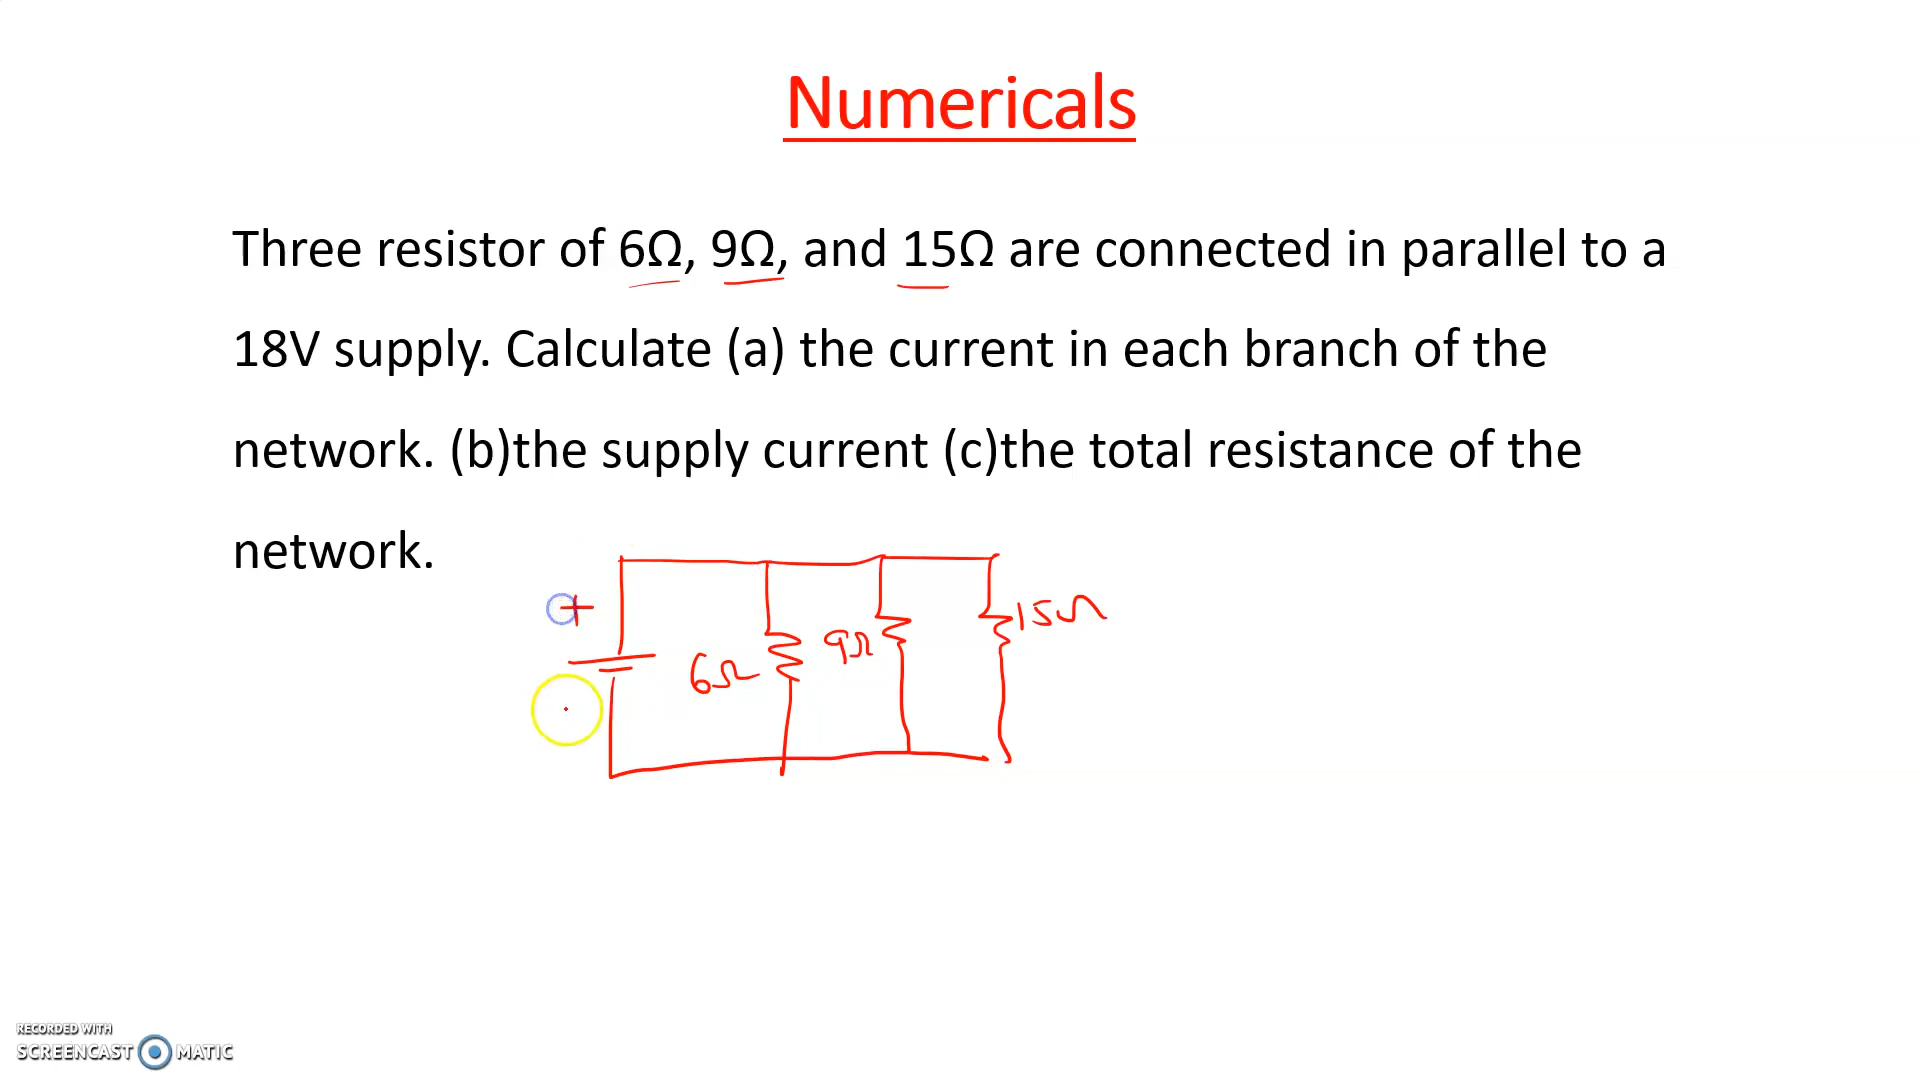 Numericals
Three resistor of 6Ω, 9Ω, and 15Ω are connected in parallel to a
18V supply. Calculate (a) the current in each branch of the
network. (b)the supply current (c)the total resistance of the
network.
+
15Ω
9Ω
6Ω
RECORDED WITH
SCREENCAST MATIC